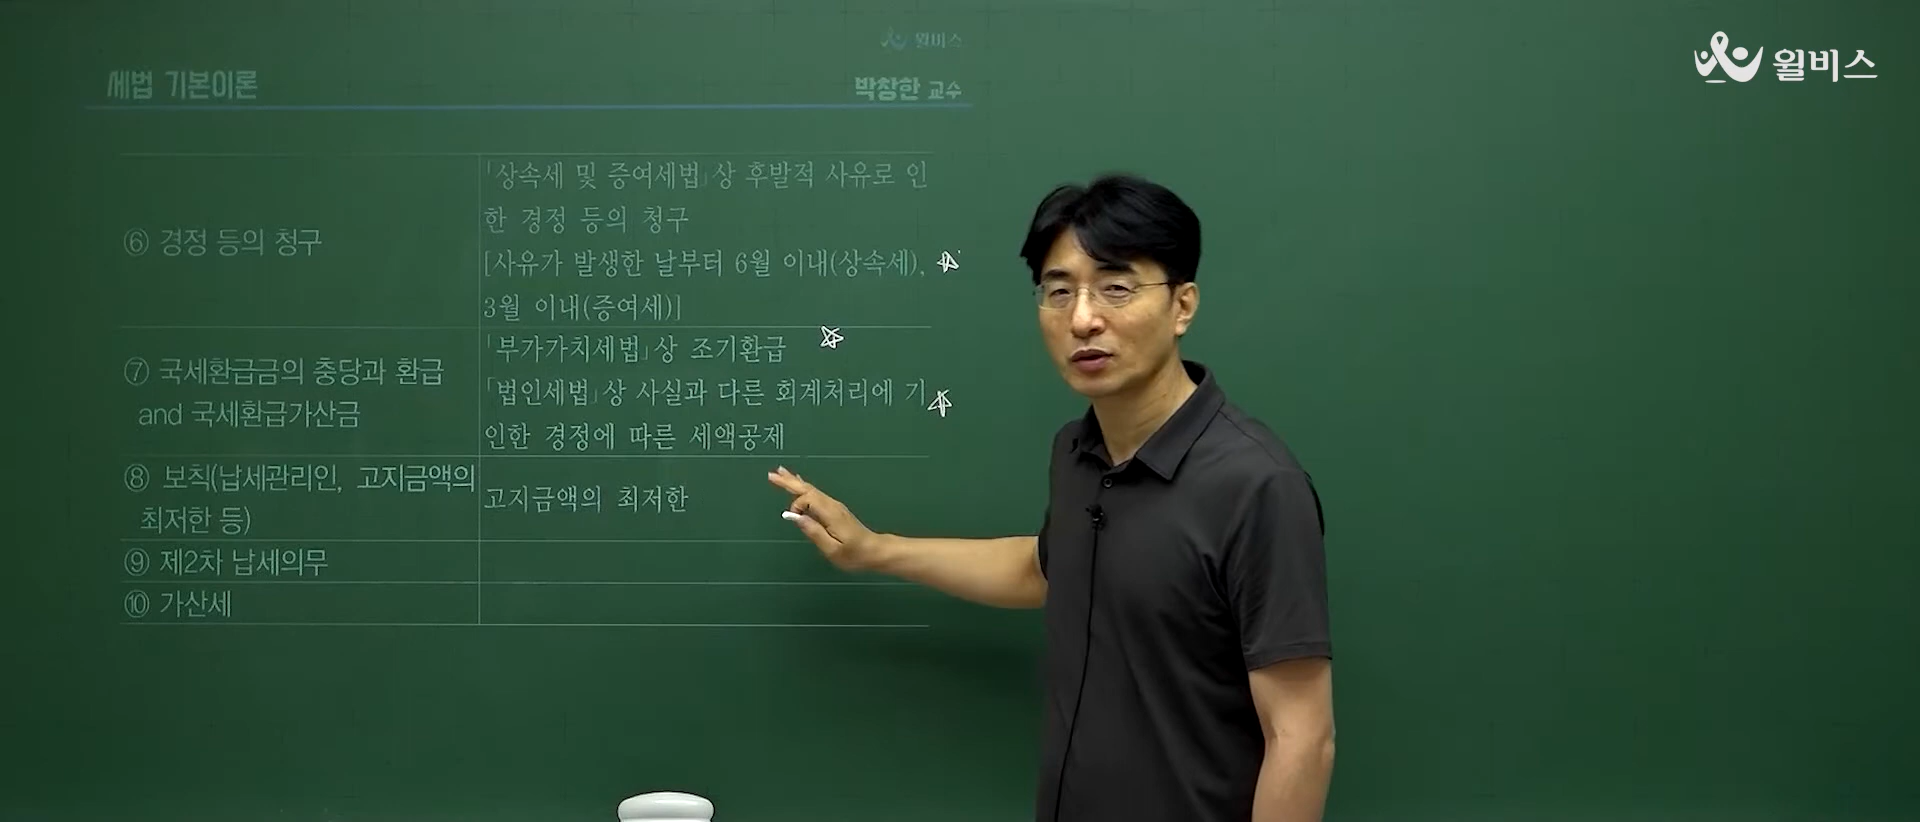 윌비스
윌비스
세법 기본이론
박창한 교수
⑥ 경정 등의 청구
「상속세 및 증여세법」상 후발적 사유로 인
한 경정 등의 청구
[사유가 발생한 날부터 6월 이내(상속세),
3월 이내(증여세)]
⑦ 국세환급금의 충당과 환급
and 국세환급가산금
「부가가치세법」상 조기환급
「법인세법」상 사실과 다른 회계처리에 기
인한 경정에 따른 세액공제
⑧ 보칙(납세관리인, 고지금액의
최저한 등)
고지금액의 최저한
⑨ 제2차 납세의무
⑩ 가산세